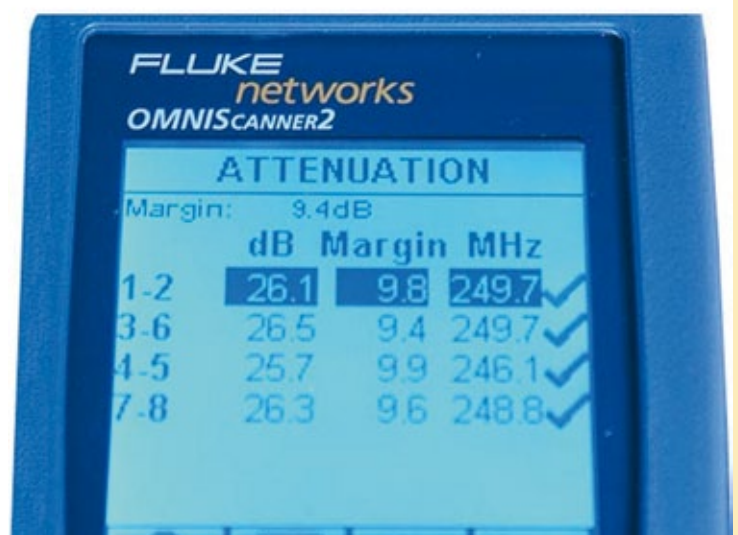 FLUKE
networks
OMNISCANNER2
ATTENUATION
Margin: 9.4dB
dB Margin MHz
1-2 26.1 9.8 249.7
3-6 26.5 9.4 249.7
4-5 25.7 9.9 246.1
7-8 26.3 9.6 248.8